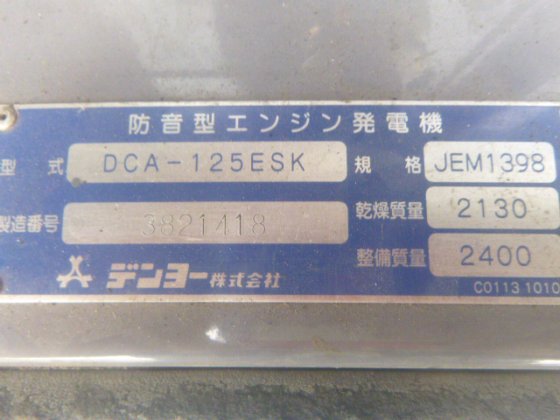 防音型エンジン発電機
型式 DCA-125ESK 規格 JEM1398
製造番号 3821418 乾燥質量 2130
整備質量 2400
デンヨー株式会社
C0113 1010